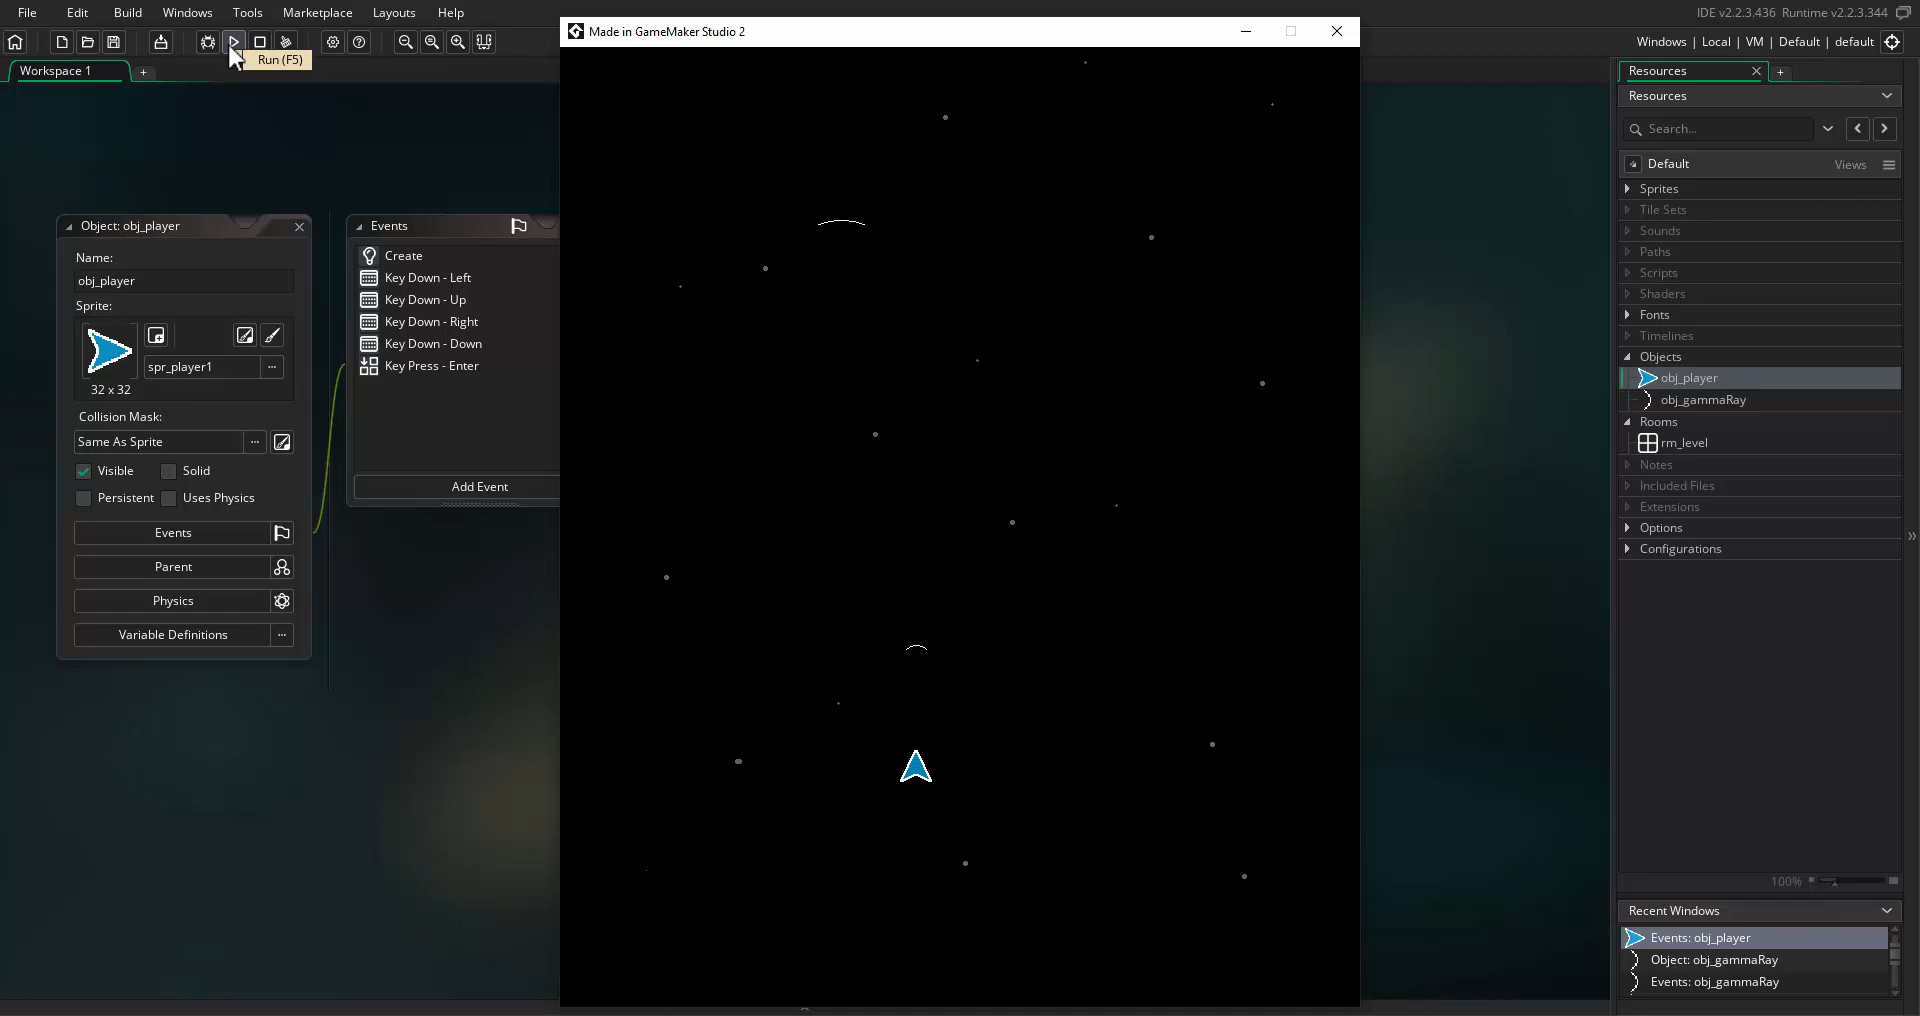 File Edit Build Windows Tools Marketplace Layouts Help
IDE v2.2.3.436 Runtime v2.2.3.344
Made in GameMaker Studio 2
Windows | Local | VM | Default | default
Run (F5)
Workspace 1
+
Resources
+
Resources
Search...
Default
Views
Sprites
Tile Sets
Sounds
Paths
Scripts
Shaders
Fonts
Timelines
Objects
obj_player
obj_gammaRay
Rooms
rm_level
Notes
Included Files
Extensions
Options
Configurations
100%
Recent Windows
Events: obj_player
Object: obj_gammaRay
Events: obj_gammaRay
Object: obj_player
Name:
obj_player
Sprite:
spr_player1
32 x 32
Collision Mask:
Same As Sprite
Visible
Solid
Persistent
Uses Physics
Events
Parent
Physics
Variable Definitions
Events
Create
Key Down - Left
Key Down - Up
Key Down - Right
Key Down - Down
Key Press - Enter
Add Event